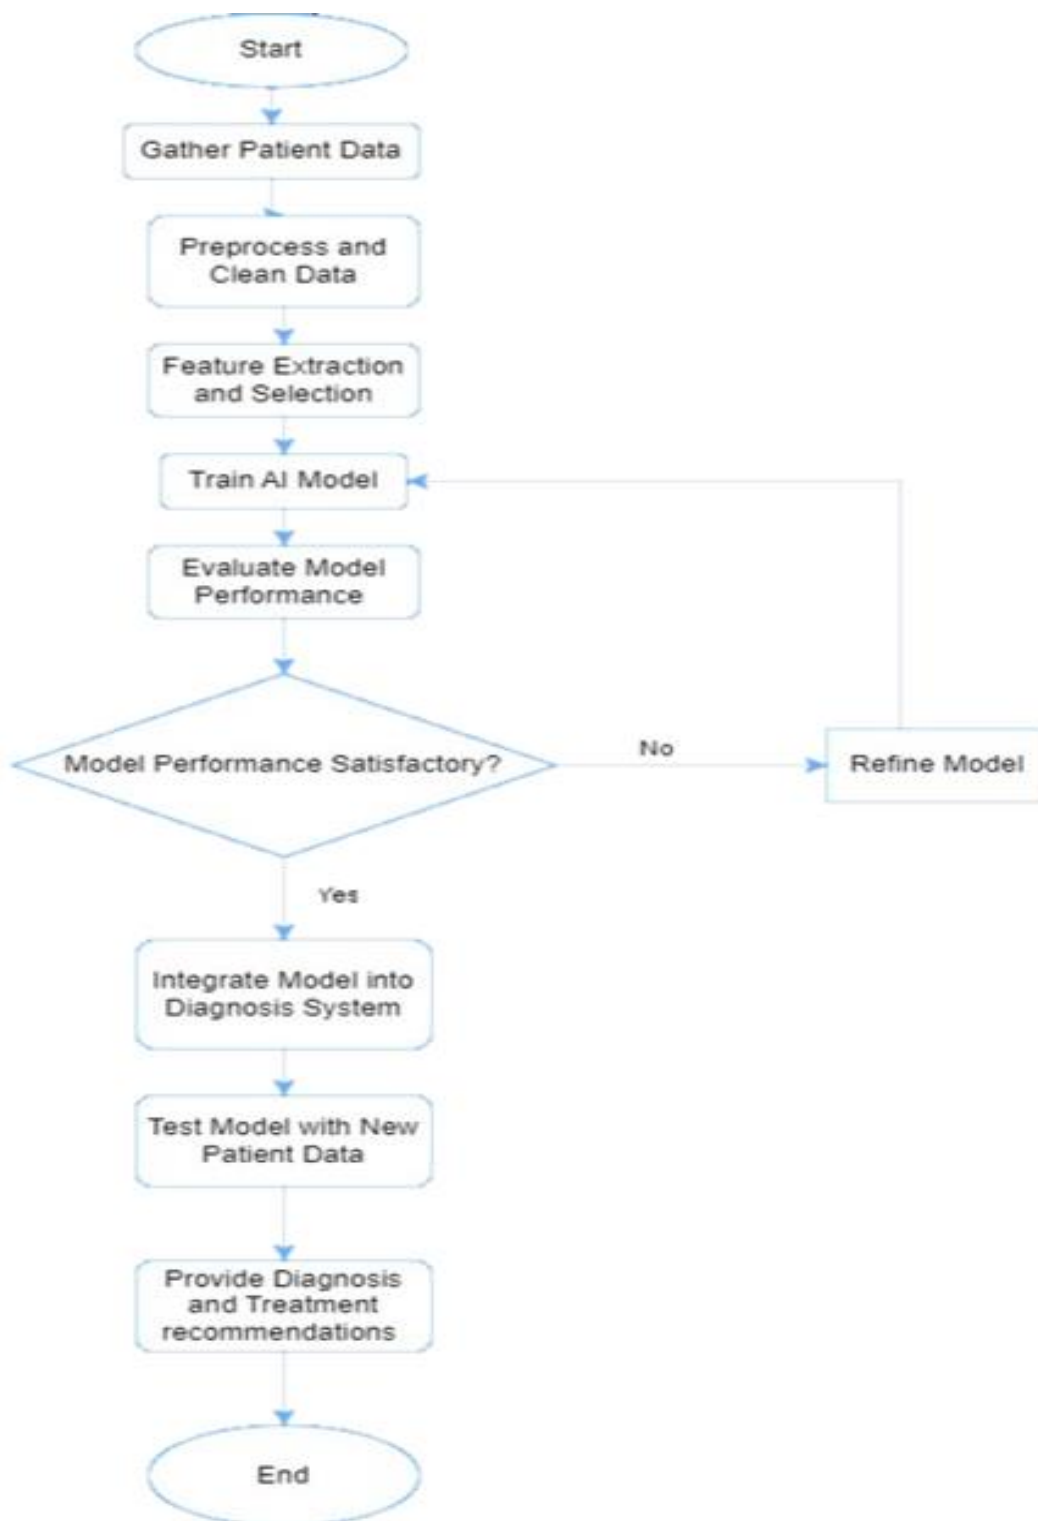 Start
Gather Patient Data
Preprocess and
Clean Data
Feature Extraction
and Selection
Train AI Model
Evaluate Model
Performance
Model Performance Satisfactory?
No
Refine Model
Yes
Integrate Model into
Diagnosis System
Test Model with New
Patient Data
Provide Diagnosis
and Treatment
recommendations
End